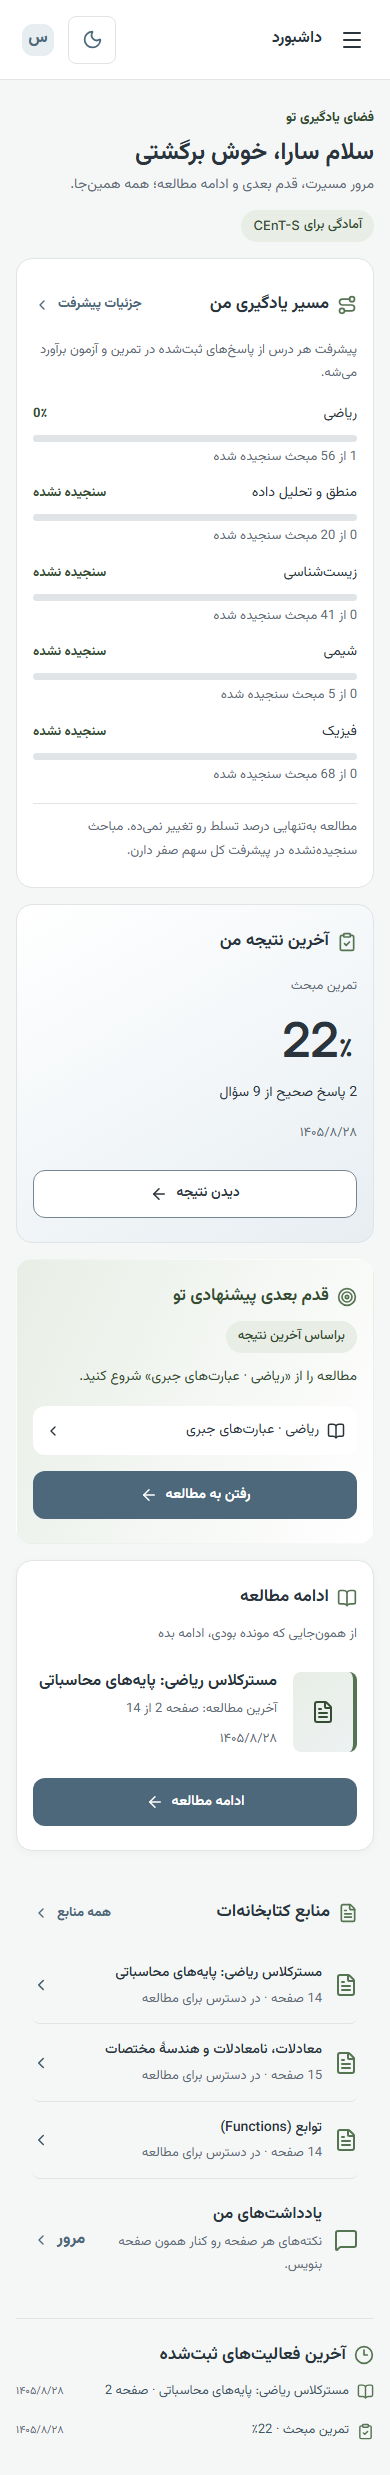 داشبورد
س
فضای یادگیری تو
سلام سارا، خوش برگشتی
مرور مسیرت، قدم بعدی و ادامه مطالعه؛ همه همین‌جا.
آمادگی برای CEnT-S
مسیر یادگیری من
جزئیات پیشرفت
پیشرفت هر درس از پاسخ‌های ثبت‌شده در تمرین و آزمون برآورد
می‌شه.
ریاضی
0٪
1 از 56 مبحث سنجیده شده
منطق و تحلیل داده
سنجیده نشده
0 از 20 مبحث سنجیده شده
زیست‌شناسی
سنجیده نشده
0 از 41 مبحث سنجیده شده
شیمی
سنجیده نشده
0 از 5 مبحث سنجیده شده
فیزیک
سنجیده نشده
0 از 68 مبحث سنجیده شده
مطالعه به‌تنهایی درصد تسلط رو تغییر نمی‌ده. مباحث
سنجیده‌نشده در پیشرفت کل سهم صفر دارن.
آخرین نتیجه من
تمرین مبحث
22٪
2 پاسخ صحیح از 9 سؤال
۱۴۰۵/۸/۲۸
دیدن نتیجه
قدم بعدی پیشنهادی تو
براساس آخرین نتیجه
مطالعه را از «ریاضی · عبارت‌های جبری» شروع کنید.
ریاضی · عبارت‌های جبری
رفتن به مطالعه
ادامه مطالعه
از همون‌جایی که مونده بودی، ادامه بده
مسترکلاس ریاضی: پایه‌های محاسباتی
آخرین مطالعه: صفحه 2 از 14
۱۴۰۵/۸/۲۸
ادامه مطالعه
منابع کتابخانه‌ات
همه منابع
مسترکلاس ریاضی: پایه‌های محاسباتی
14 صفحه · در دسترس برای مطالعه
معادلات، نامعادلات و هندسهٔ مختصات
15 صفحه · در دسترس برای مطالعه
توابع (Functions)
14 صفحه · در دسترس برای مطالعه
یادداشت‌های من
نکته‌های هر صفحه رو کنار همون صفحه
بنویس.
مرور
آخرین فعالیت‌های ثبت‌شده
مسترکلاس ریاضی: پایه‌های محاسباتی · صفحه 2
۱۴۰۵/۸/۲۸
تمرین مبحث · 22٪
۱۴۰۵/۸/۲۸